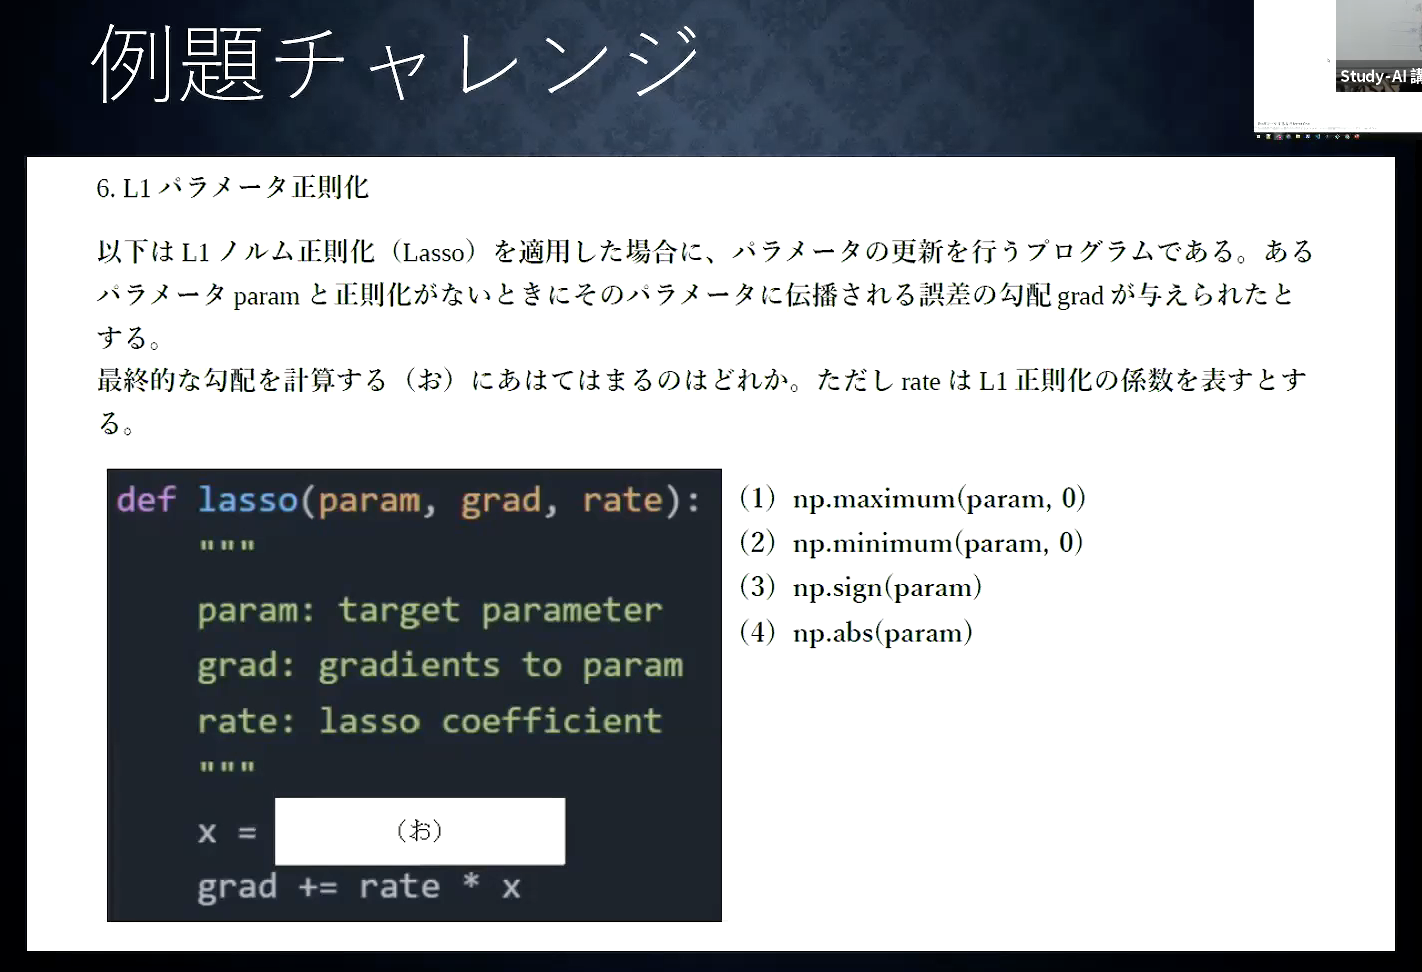 例題チャレンジ
Study-AI 講
6. L1 パラメータ正則化
以下は L1 ノルム正則化（Lasso）を適用した場合に、パラメータの更新を行うプログラムである。ある
パラメータ param と正則化がないときにそのパラメータに伝播される誤差の勾配 grad が与えられたと
する。
最終的な勾配を計算する（お）にあはてはまるのはどれか。ただし rate は L1 正則化の係数を表すとす
る。
def lasso(param, grad, rate):
"""
param: target parameter
grad: gradients to param
rate: lasso coefficient
"""
x = （お）
grad += rate * x
（1）np.maximum(param, 0)
（2）np.minimum(param, 0)
（3）np.sign(param)
（4）np.abs(param)